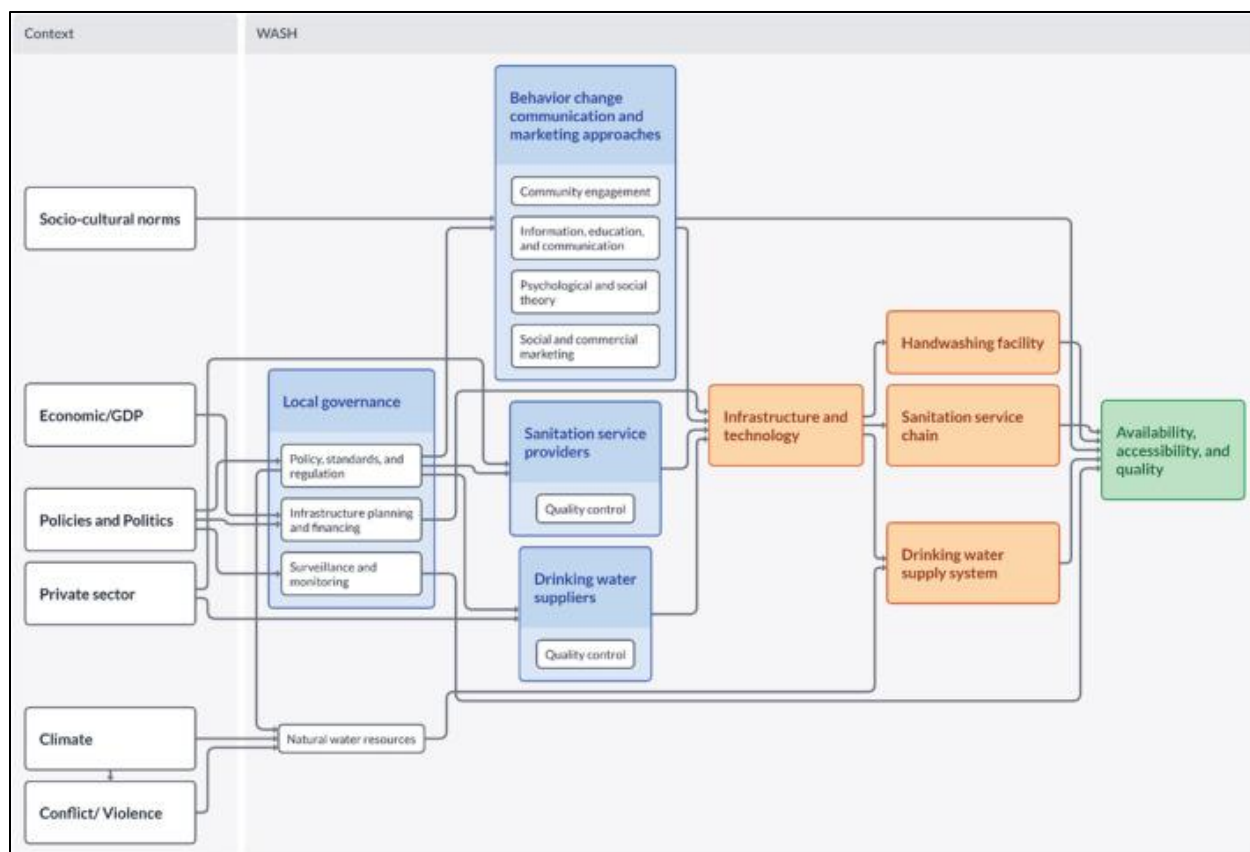 Context
WASH
Behavior change
communication and
marketing approaches
Community engagement
Information, education,
and communication
Psychological and social
theory
Social and commercial
marketing
Socio-cultural norms
Economic/GDP
Policies and Politics
Private sector
Climate
Conflict/ Violence
Local governance
Policy, standards, and
regulation
Infrastructure planning
and financing
Surveillance and
monitoring
Natural water resources
Sanitation service
providers
Quality control
Drinking water
suppliers
Quality control
Infrastructure and
technology
Handwashing facility
Sanitation service
chain
Drinking water
supply system
Availability,
accessibility, and
quality